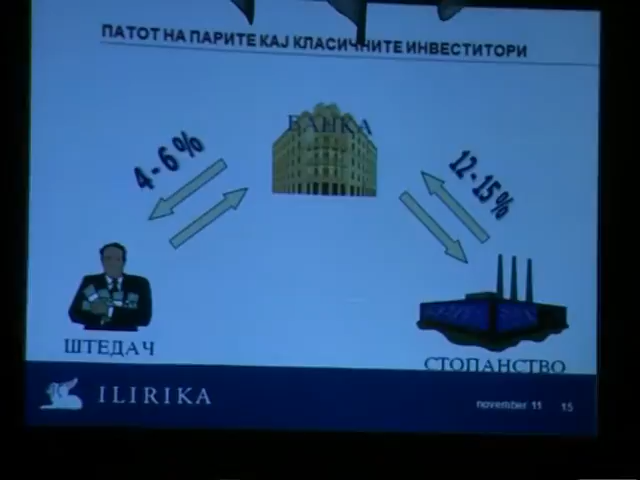 ПАТОТ НА ПАРИТЕ КАЈ КЛАСИЧНИТЕ ИНВЕСТИТОРИ
БАНКА
4 - 6 %
12 - 15 %
ШТЕДАЧ
СТОПАНСТВО
ILIRIKA
november 11 15